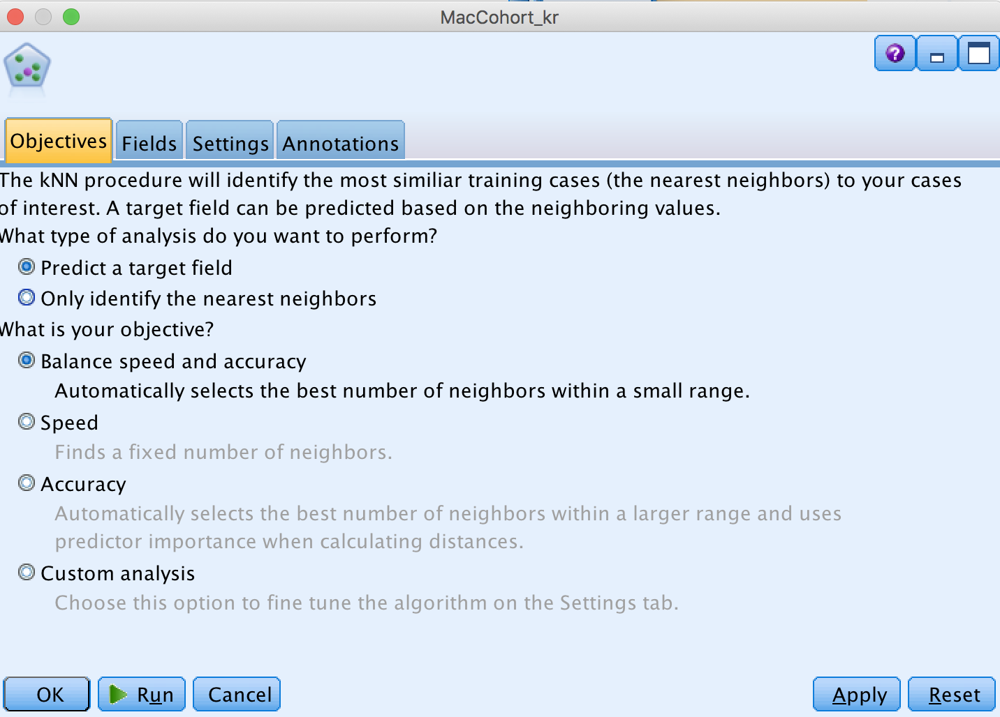 MacCohort_kr
?
Objectives Fields Settings Annotations
The kNN procedure will identify the most similiar training cases (the nearest neighbors) to your cases
of interest. A target field can be predicted based on the neighboring values.
What type of analysis do you want to perform?
Predict a target field
Only identify the nearest neighbors
What is your objective?
Balance speed and accuracy
Automatically selects the best number of neighbors within a small range.
Speed
Finds a fixed number of neighbors.
Accuracy
Automatically selects the best number of neighbors within a larger range and uses
predictor importance when calculating distances.
Custom analysis
Choose this option to fine tune the algorithm on the Settings tab.
OK Run Cancel Apply Reset